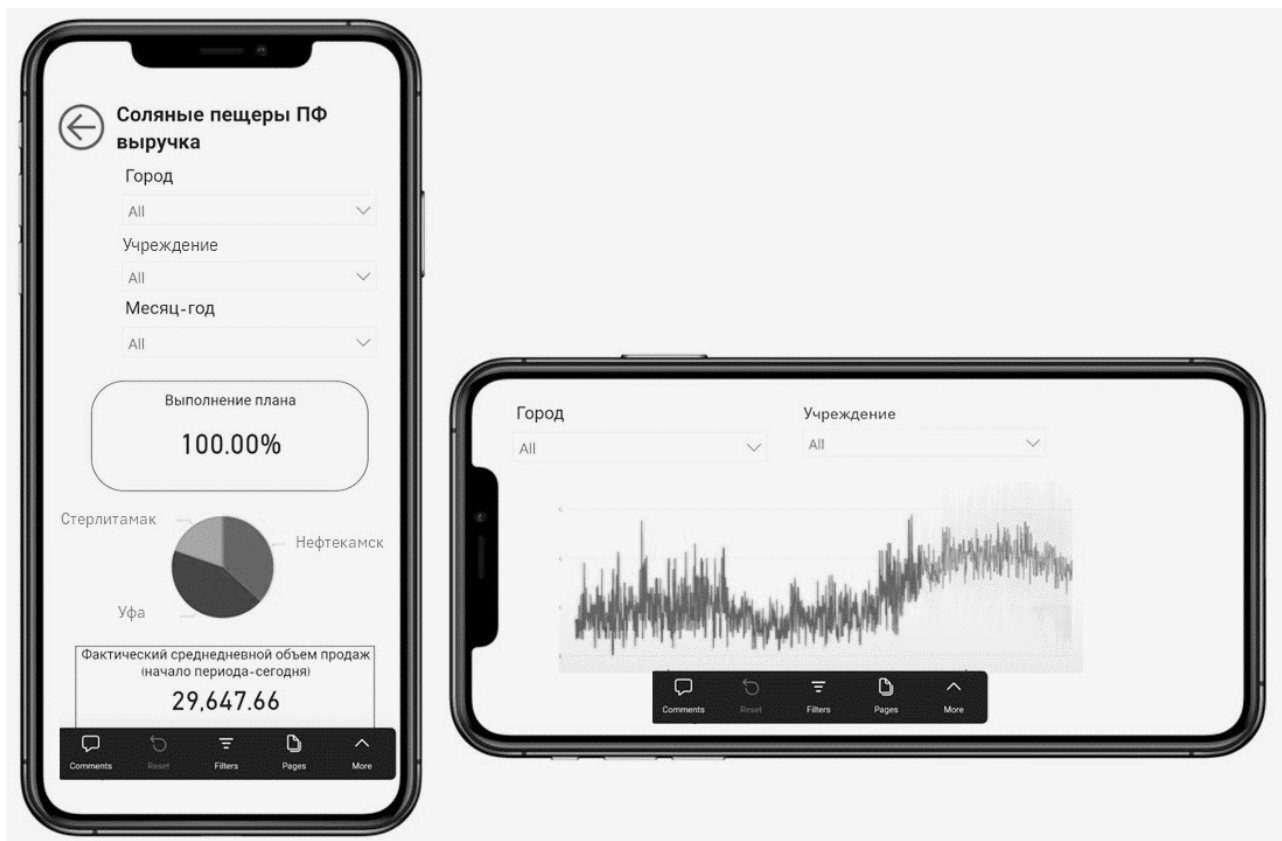 Соляные пещеры ПФ
выручка
Город
All
Учреждение
All
Месяц-год
All
Выполнение плана
100.00%
Стерлитамак
Нефтекамск
Уфа
Фактический среднедневной объем продаж
(начало периода-сегодня)
29,647.66
Comments Reset Filters Pages More
Город Учреждение
All All
Comments Reset Filters Pages More